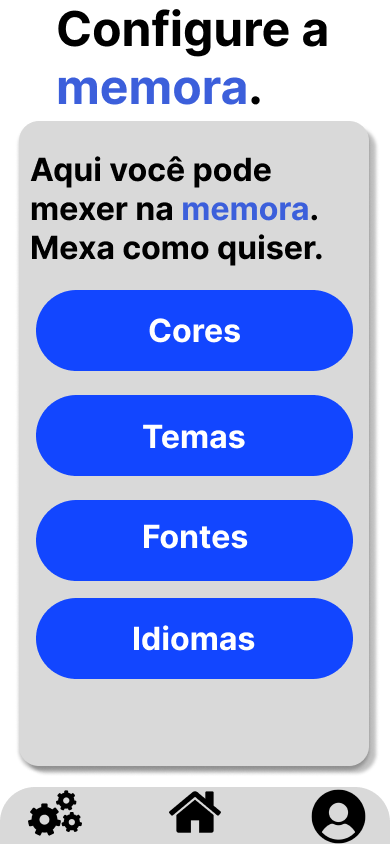 Configure a
memora.
Aqui você pode
mexer na memora.
Mexa como quiser.
Cores
Temas
Fontes
Idiomas